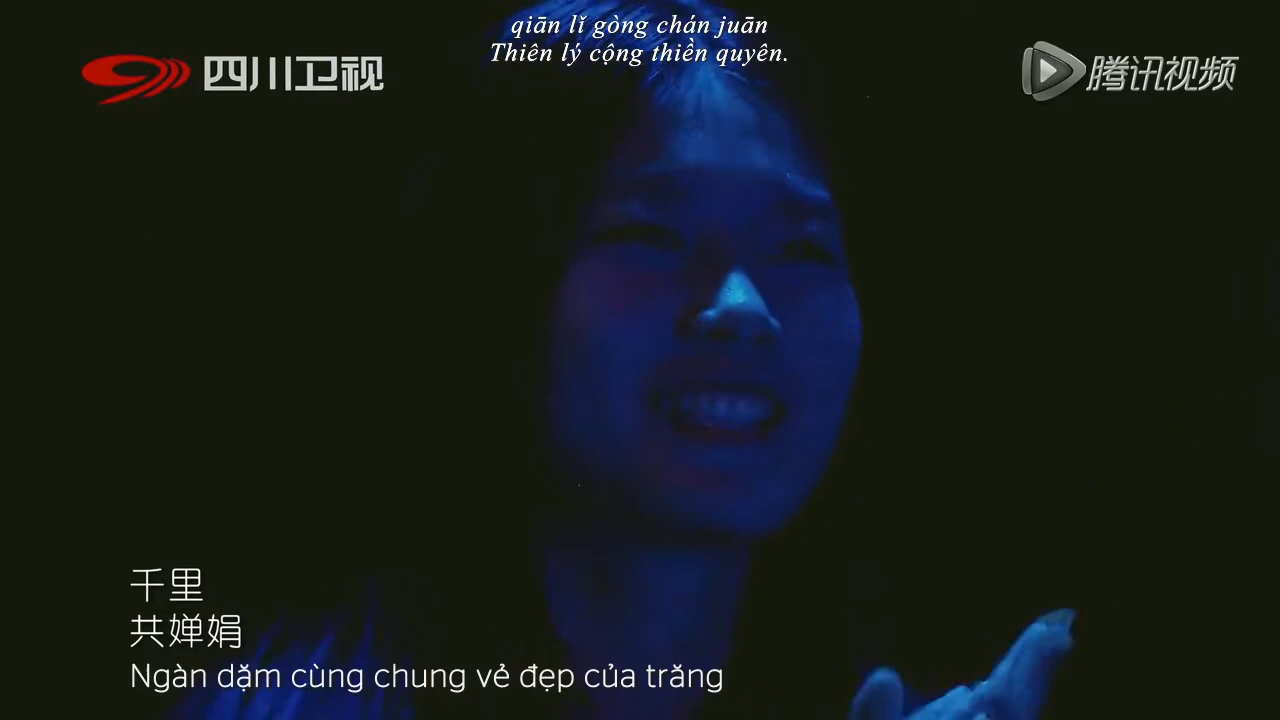 qiān lǐ gòng chán juān
Thiên lý cộng thiền quyên.
四川卫视
腾讯视频
千里
共婵娟
Ngàn dặm cùng chung vẻ đẹp của trăng